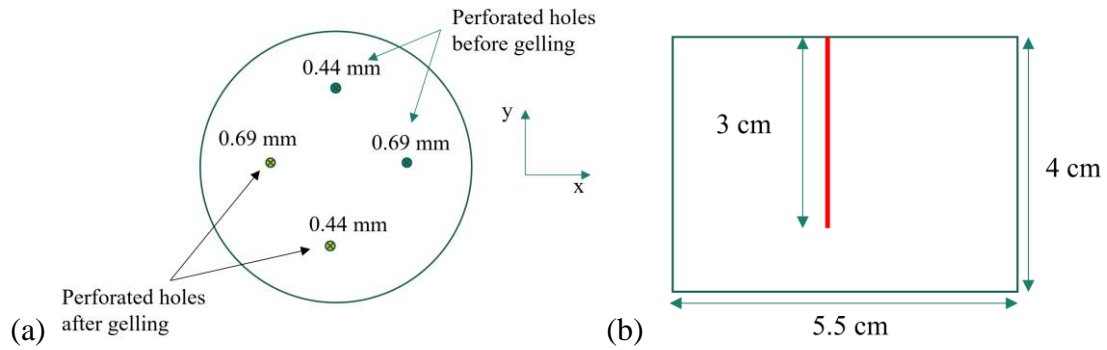 Perforated holes
before gelling
0.44 mm
0.69 mm
0.69 mm
0.44 mm
y
x
Perforated holes
after gelling
(a)
3 cm
4 cm
5.5 cm
(b)